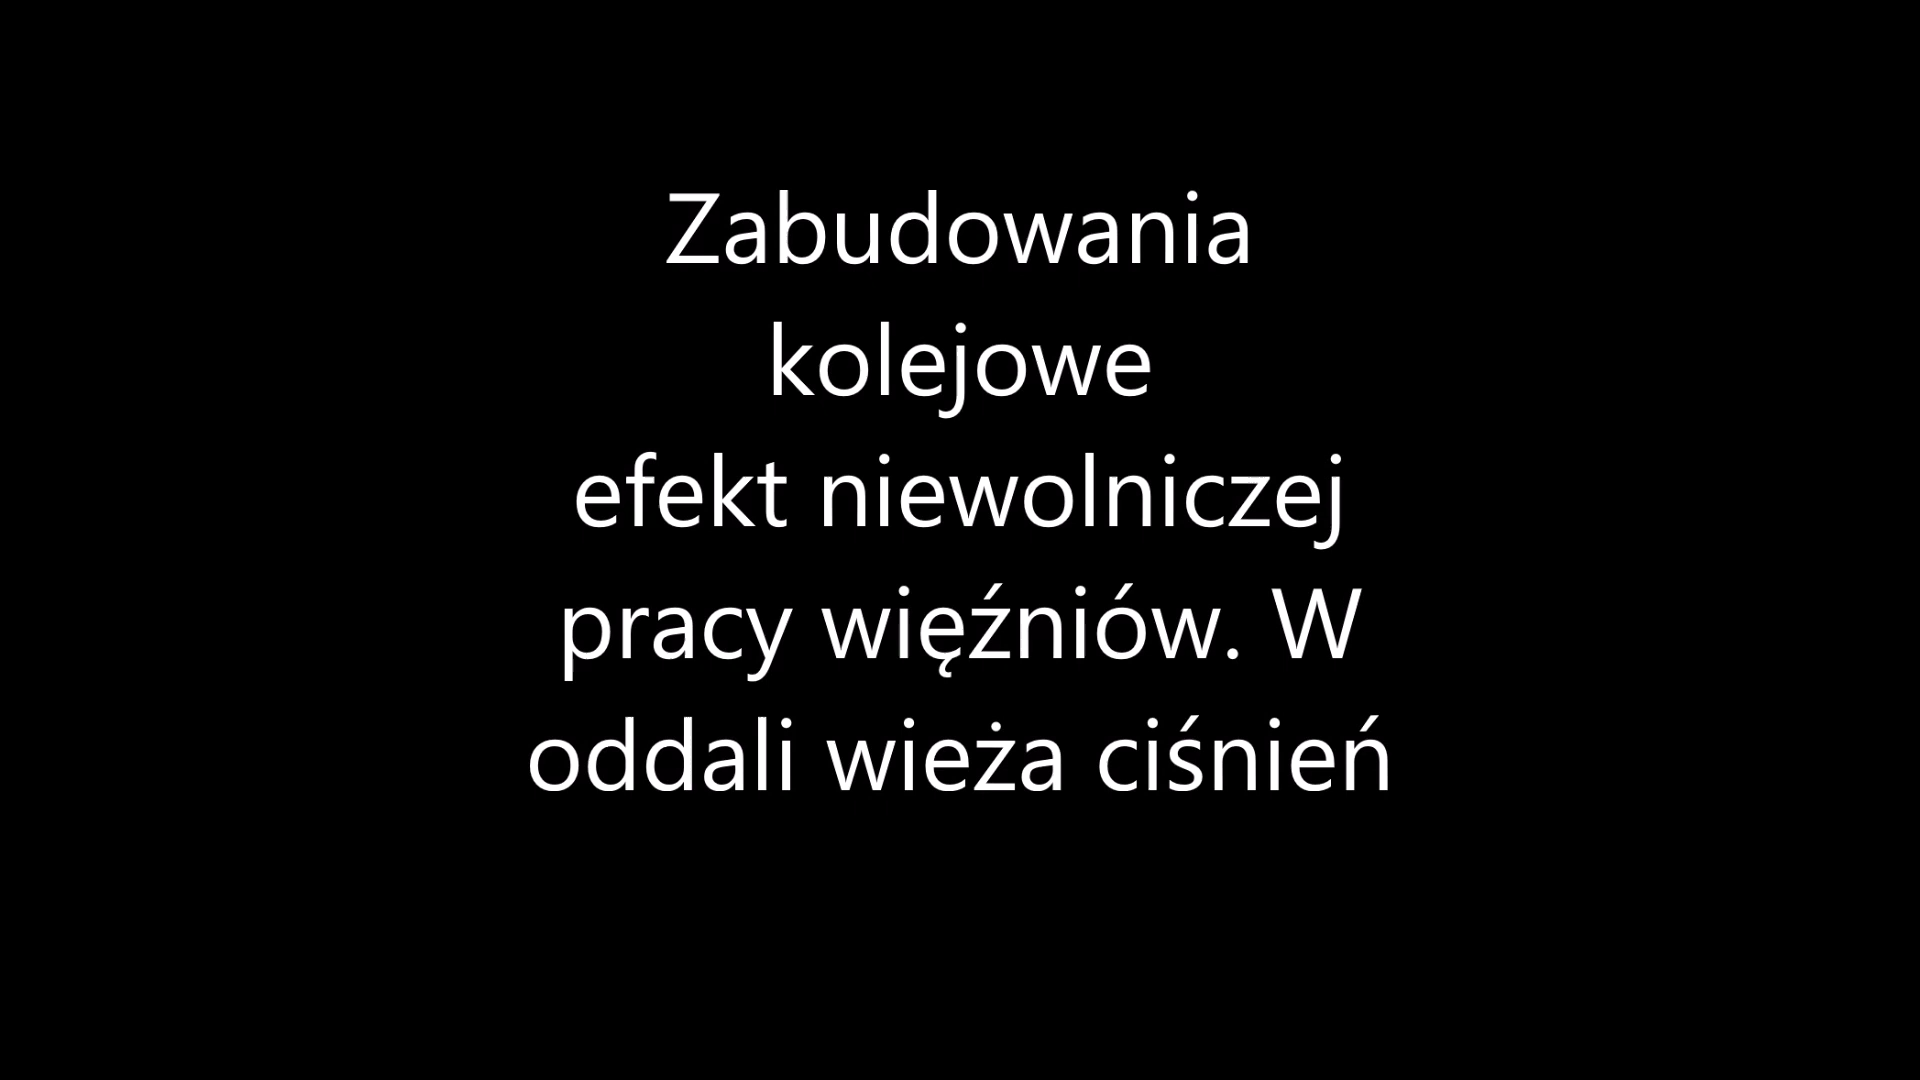 Zabudowania
kolejowe
efekt niewolniczej
pracy więźniów. W
oddali wieża ciśnień